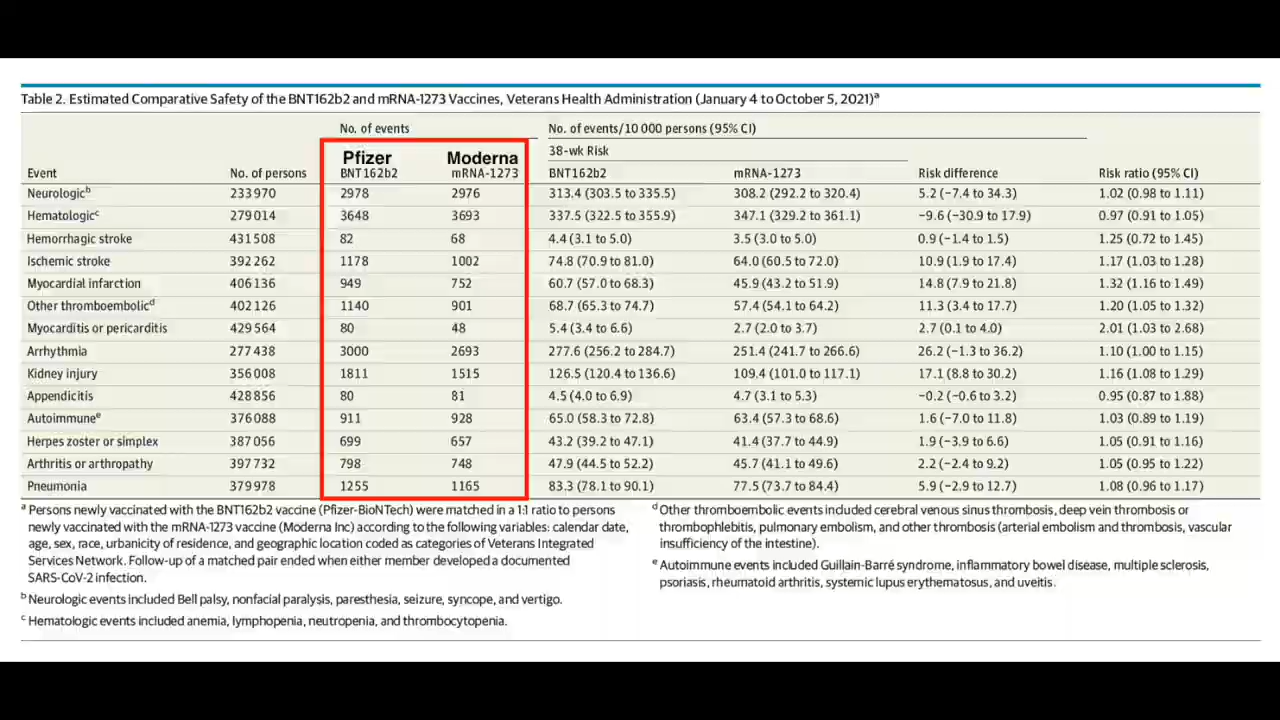 Table 2. Estimated Comparative Safety of the BNT162b2 and mRNA-1273 Vaccines, Veterans Health Administration (January 4 to October 5, 2021)ᵃ
No. of events No. of events/10 000 persons (95% CI)
Pfizer Moderna 38-wk Risk
Event No. of persons BNT162b2 mRNA-1273 BNT162b2 mRNA-1273 Risk difference Risk ratio (95% CI)
Neurologicᵇ 233 970 2978 2976 313.4 (303.5 to 335.5) 308.2 (292.2 to 320.4) 5.2 (−7.4 to 34.3) 1.02 (0.98 to 1.11)
Hematologicᶜ 279 014 3648 3693 337.5 (322.5 to 355.9) 347.1 (329.2 to 361.1) −9.6 (−30.9 to 17.9) 0.97 (0.91 to 1.05)
Hemorrhagic stroke 431 508 82 68 4.4 (3.1 to 5.0) 3.5 (3.0 to 5.0) 0.9 (−1.4 to 1.5) 1.25 (0.72 to 1.45)
Ischemic stroke 392 262 1178 1002 74.8 (70.9 to 81.0) 64.0 (60.5 to 72.0) 10.9 (1.9 to 17.4) 1.17 (1.03 to 1.28)
Myocardial infarction 406 136 949 752 60.7 (57.0 to 68.3) 45.9 (43.2 to 51.9) 14.8 (7.9 to 21.8) 1.32 (1.16 to 1.49)
Other thromboembolicᵈ 402 126 1140 901 68.7 (65.3 to 74.7) 57.4 (54.1 to 64.2) 11.3 (3.4 to 17.7) 1.20 (1.05 to 1.32)
Myocarditis or pericarditis 429 564 80 48 5.4 (3.4 to 6.6) 2.7 (2.0 to 3.7) 2.7 (0.1 to 4.0) 2.01 (1.03 to 2.68)
Arrhythmia 277 438 3000 2693 277.6 (256.2 to 284.7) 251.4 (241.7 to 266.6) 26.2 (−1.3 to 36.2) 1.10 (1.00 to 1.15)
Kidney injury 356 008 1811 1515 126.5 (120.4 to 136.6) 109.4 (101.0 to 117.1) 17.1 (8.8 to 30.2) 1.16 (1.08 to 1.29)
Appendicitis 428 856 80 81 4.5 (4.0 to 6.9) 4.7 (3.1 to 5.3) −0.2 (−0.6 to 3.2) 0.95 (0.87 to 1.88)
Autoimmuneᵉ 376 088 911 928 65.0 (58.3 to 72.8) 63.4 (57.3 to 68.6) 1.6 (−7.0 to 11.8) 1.03 (0.89 to 1.19)
Herpes zoster or simplex 387 056 699 657 43.2 (39.2 to 47.1) 41.4 (37.7 to 44.9) 1.9 (−3.9 to 6.6) 1.05 (0.91 to 1.16)
Arthritis or arthropathy 397 732 798 748 47.9 (44.5 to 52.2) 45.7 (41.1 to 49.6) 2.2 (−2.4 to 9.2) 1.05 (0.95 to 1.22)
Pneumonia 379 978 1255 1165 83.3 (78.1 to 90.1) 77.5 (73.7 to 84.4) 5.9 (−2.9 to 12.7) 1.08 (0.96 to 1.17)
ᵃ Persons newly vaccinated with the BNT162b2 vaccine (Pfizer-BioNTech) were matched in a 1:1 ratio to persons
newly vaccinated with the mRNA-1273 vaccine (Moderna Inc) according to the following variables: calendar date,
age, sex, race, urbanicity of residence, and geographic location coded as categories of Veterans Integrated
Services Network. Follow-up of a matched pair ended when either member developed a documented
SARS-CoV-2 infection.
ᵇ Neurologic events included Bell palsy, nonfacial paralysis, paresthesia, seizure, syncope, and vertigo.
ᶜ Hematologic events included anemia, lymphopenia, neutropenia, and thrombocytopenia.
ᵈ Other thromboembolic events included cerebral venous sinus thrombosis, deep vein thrombosis or
thrombophlebitis, pulmonary embolism, and other thrombosis (arterial embolism and thrombosis, vascular
insufficiency of the intestine).
ᵉ Autoimmune events included Guillain-Barré syndrome, inflammatory bowel disease, multiple sclerosis,
psoriasis, rheumatoid arthritis, systemic lupus erythematosus, and uveitis.